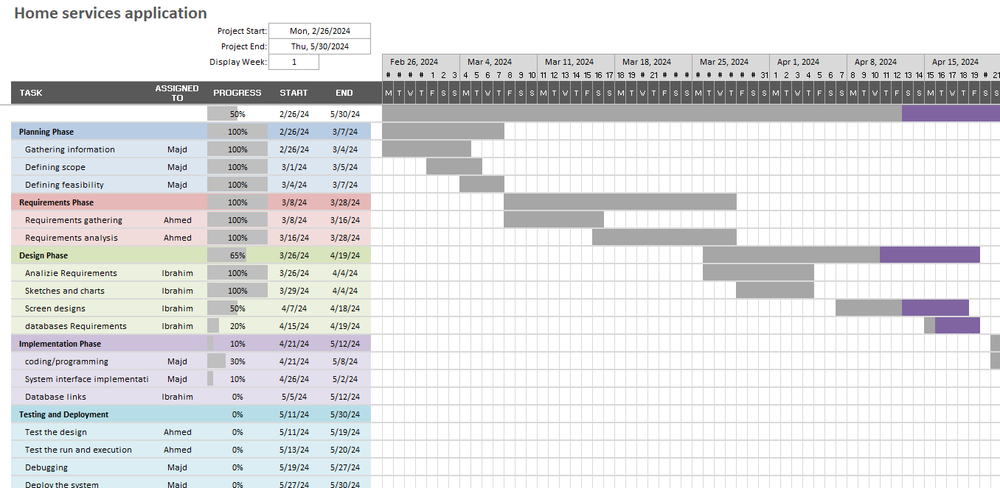 Home services application
Project Start: Mon, 2/26/2024
Project End: Thu, 5/30/2024
Display Week: 1
Feb 26, 2024 Mar 4, 2024 Mar 11, 2024 Mar 18, 2024 Mar 25, 2024 Apr 1, 2024 Apr 8, 2024 Apr 15, 2024
# # # # 1 2 3 4 5 6 7 8 9 10 11 12 13 14 15 16 17 18 19 # 21 # # # # # # # # # 31 1 2 3 4 5 6 7 8 9 10 11 12 13 14 15 16 17 18 19 # 21
TASK ASSIGNED TO PROGRESS START END M T W T F S S M T W T F S S M T W T F S S M T W T F S S M T W T F S S M T W T F S S M T W T F S S M T W T F S S
50% 2/26/24 5/30/24
Planning Phase 100% 2/26/24 3/7/24
Gathering information Majd 100% 2/26/24 3/4/24
Defining scope Majd 100% 3/1/24 3/5/24
Defining feasibility Majd 100% 3/4/24 3/7/24
Requirements Phase 100% 3/8/24 3/28/24
Requirements gathering Ahmed 100% 3/8/24 3/16/24
Requirements analysis Ahmed 100% 3/16/24 3/28/24
Design Phase 65% 3/26/24 4/19/24
Analizie Requirements Ibrahim 100% 3/26/24 4/4/24
Sketches and charts Ibrahim 100% 3/29/24 4/4/24
Screen designs Ibrahim 50% 4/7/24 4/18/24
databases Requirements Ibrahim 20% 4/15/24 4/19/24
Implementation Phase 10% 4/21/24 5/12/24
coding/programming Majd 30% 4/21/24 5/8/24
System interface implementati Majd 10% 4/26/24 5/2/24
Database links Ibrahim 0% 5/5/24 5/12/24
Testing and Deployment 0% 5/11/24 5/30/24
Test the design Ahmed 0% 5/11/24 5/19/24
Test the run and execution Ahmed 0% 5/13/24 5/20/24
Debugging Majd 0% 5/19/24 5/27/24
Deploy the system Majd 0% 5/27/24 5/30/24